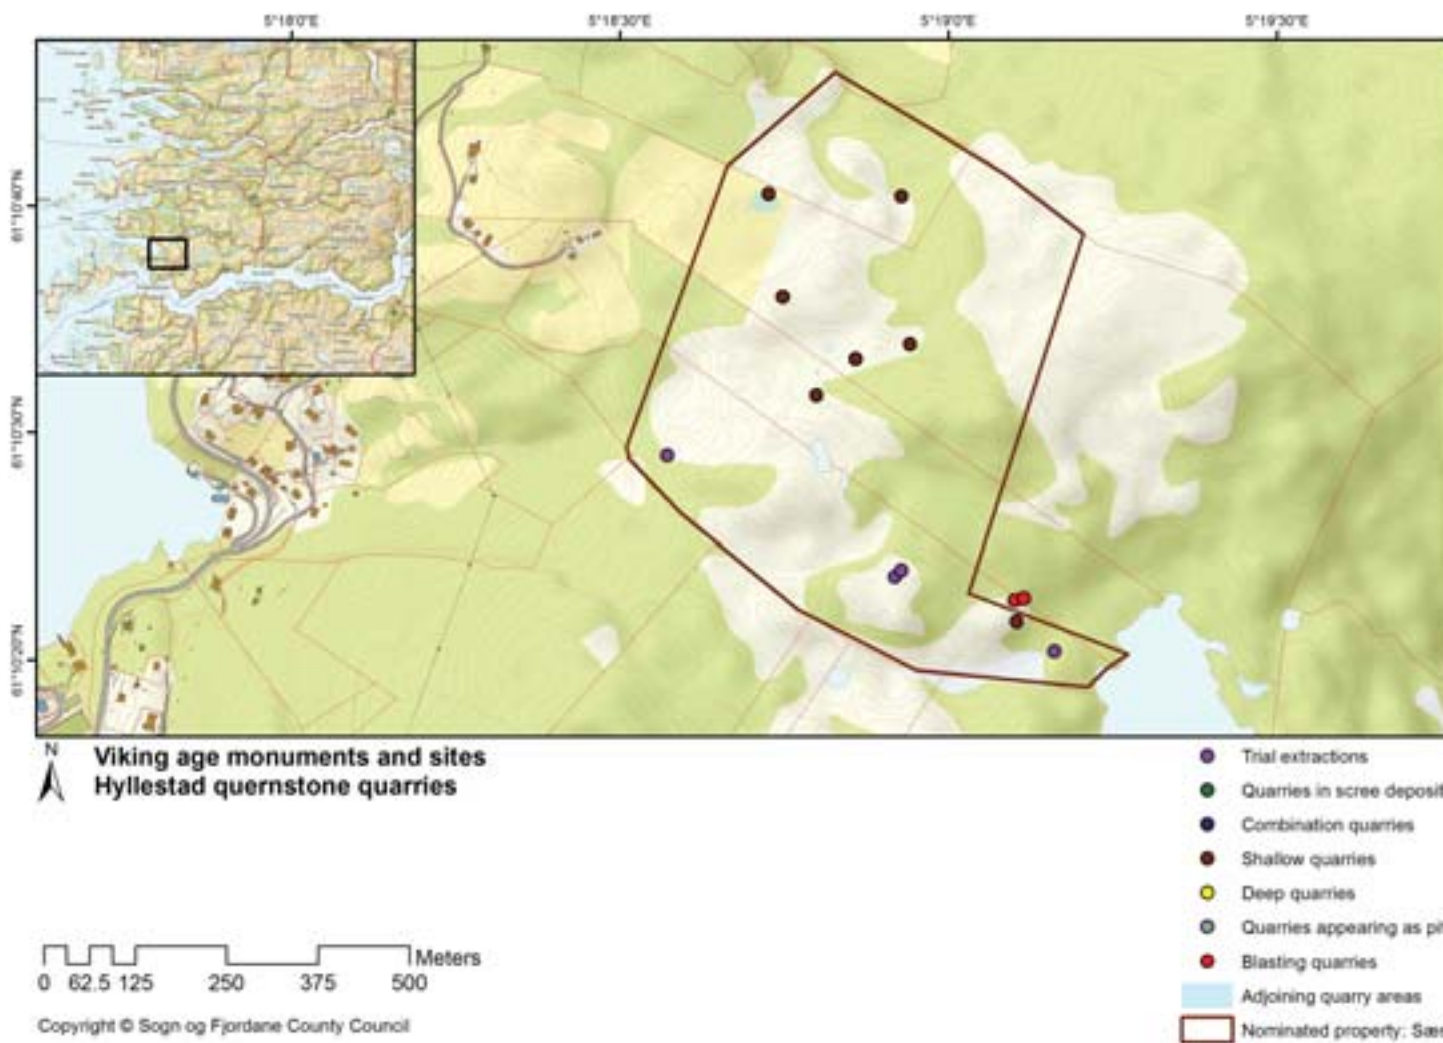 5°18'0"E 5°18'30"E 5°19'0"E 5°19'30"E
61°10'40"N
61°10'30"N
61°10'20"N
N
Viking age monuments and sites
Hyllestad quernstone quarries
0 62.5 125 250 375 500 Meters
Copyright © Sogn og Fjordane County Council
Trial extractions
Quarries in scree deposit
Combination quarries
Shallow quarries
Deep quarries
Quarries appearing as pi
Blasting quarries
Adjoining quarry areas
Nominated property: Sæs